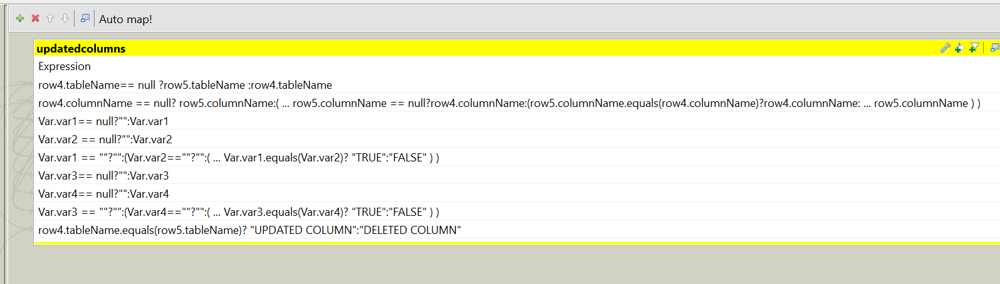 Auto map!
updatedcolumns
Expression
row4.tableName== null ?row5.tableName :row4.tableName
row4.columnName == null? row5.columnName:( ... row5.columnName == null?row4.columnName:(row5.columnName.equals(row4.columnName)?row4.columnName: ... row5.columnName ) )
Var.var1== null?"":Var.var1
Var.var2 == null?"":Var.var2
Var.var1 == ""?"":(Var.var2==""?"":( ... Var.var1.equals(Var.var2)? "TRUE":"FALSE" ) )
Var.var3== null?"":Var.var3
Var.var4== null?"":Var.var4
Var.var3 == ""?"":(Var.var4==""?"":( ... Var.var3.equals(Var.var4)? "TRUE":"FALSE" ) )
row4.tableName.equals(row5.tableName)? "UPDATED COLUMN":"DELETED COLUMN"